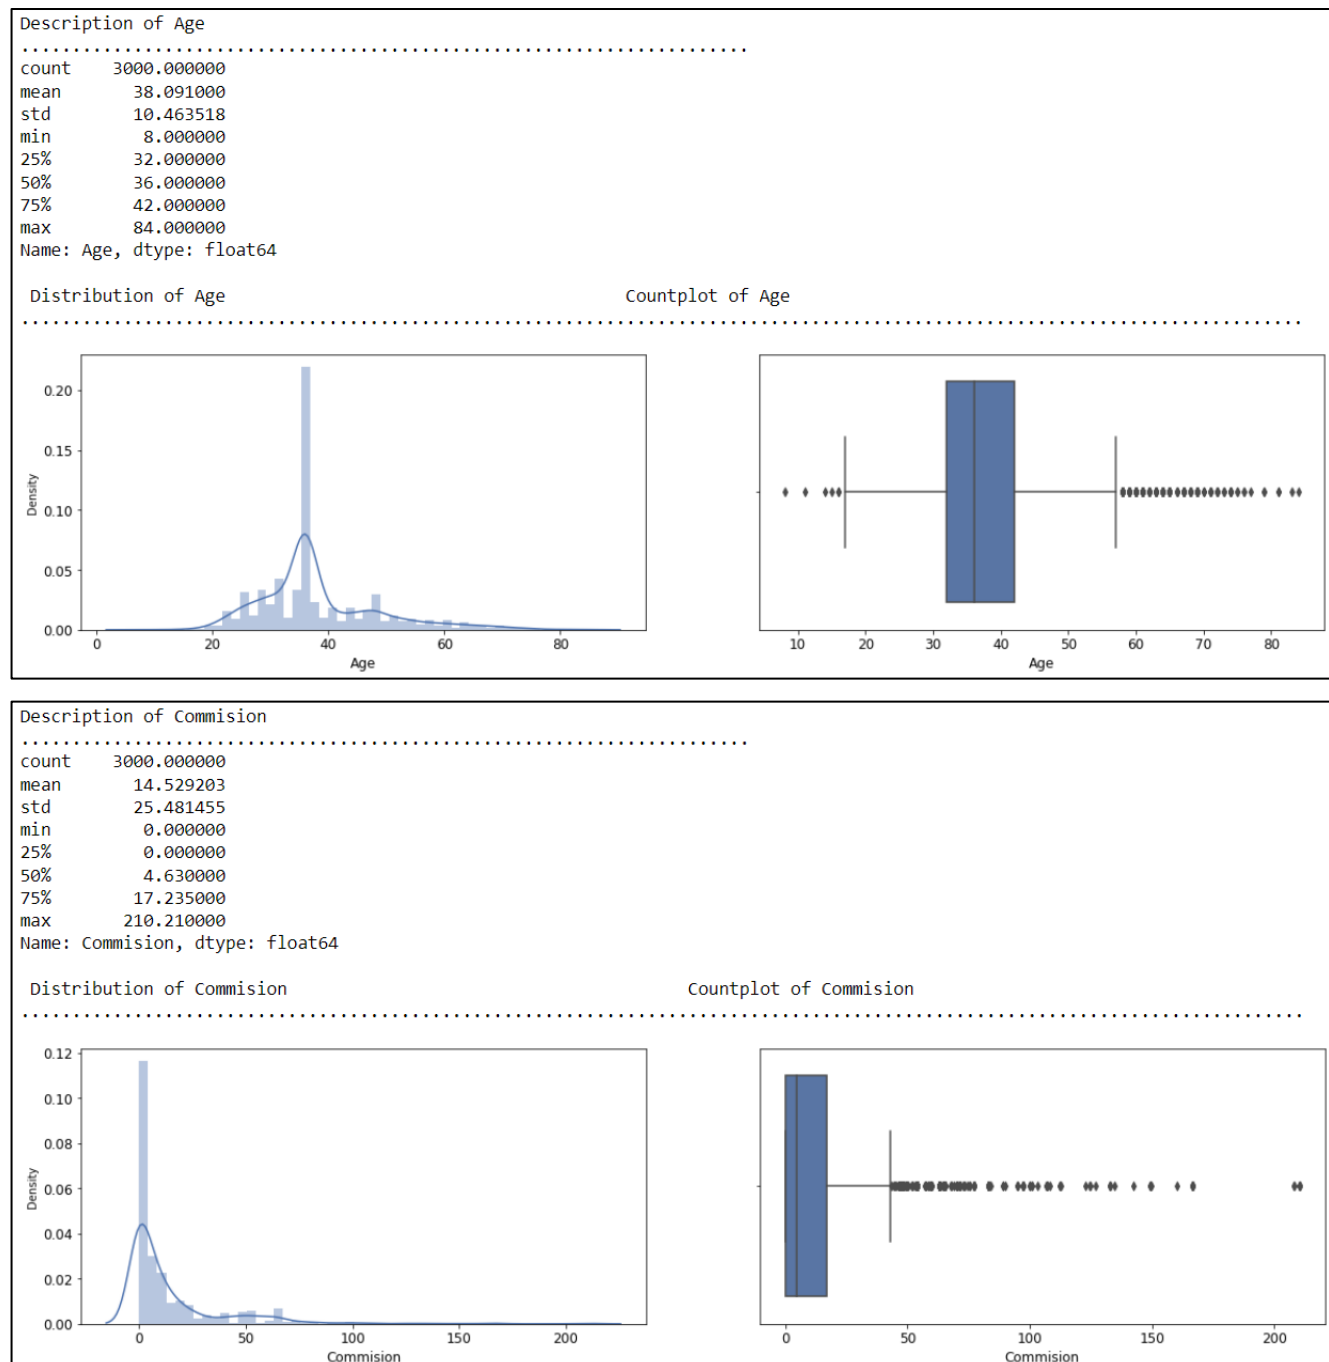 Description of Age
.......................................................................
count    3000.000000
mean       38.091000
std        10.463518
min         8.000000
25%        32.000000
50%        36.000000
75%        42.000000
max        84.000000
Name: Age, dtype: float64
Distribution of Age                                       Countplot of Age
.............................................................................................................................
0.20
0.15
0.10
0.05
0.00
Density
0 20 40 60 80
Age
10 20 30 40 50 60 70 80
Age
Description of Commision
.......................................................................
count    3000.000000
mean       14.529203
std        25.481455
min         0.000000
25%         0.000000
50%         4.630000
75%        17.235000
max       210.210000
Name: Commision, dtype: float64
Distribution of Commision                                       Countplot of Commision
.............................................................................................................................
0.12
0.10
0.08
0.06
0.04
0.02
0.00
Density
0 50 100 150 200
Commision
0 50 100 150 200
Commision